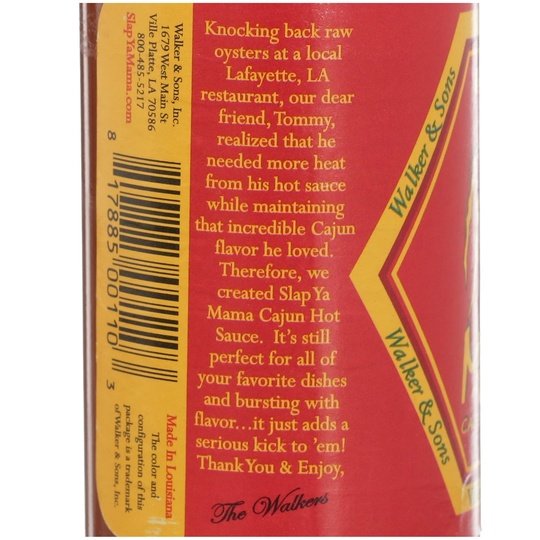 Walker & Sons, Inc.
1679 West Main St
Ville Platte, LA 70586
800-485-5217
SlapYaMama.com
8 17885 00110 3
Made In Louisiana
The color and
configuration of this
package is a trademark
of Walker & Sons, Inc.
Knocking back raw
oysters at a local
Lafayette, LA
restaurant, our dear
friend, Tommy,
realized that he
needed more heat
from his hot sauce
while maintaining
that incredible Cajun
flavor he loved.
Therefore, we
created Slap Ya
Mama Cajun Hot
Sauce. It's still
perfect for all of
your favorite dishes
and bursting with
flavor...it just adds a
serious kick to 'em!
Thank You & Enjoy,
The Walkers
Walker & Sons
Walker & Sons